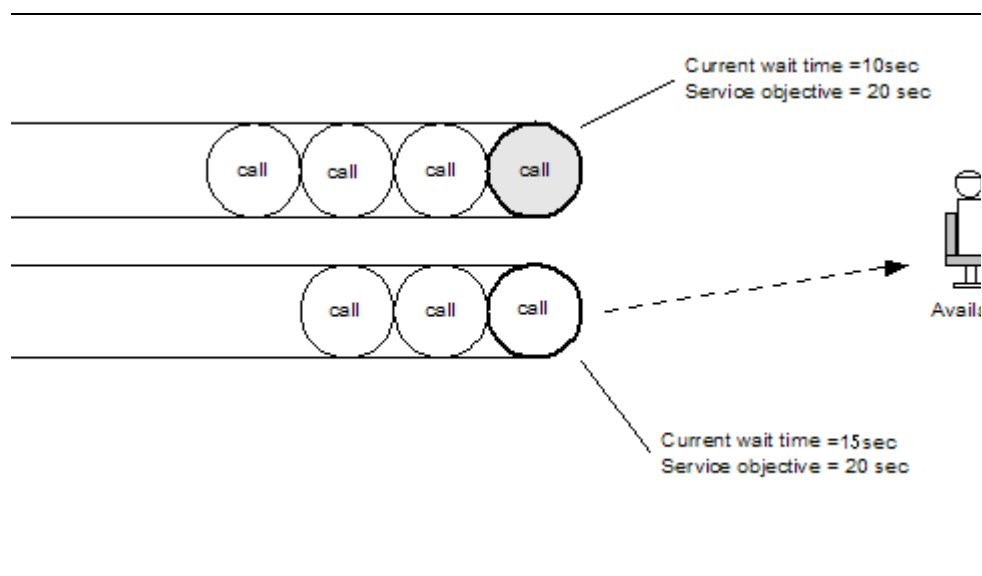 Current wait time =10sec
Service objective = 20 sec
call call call call
call call call
Availa
Current wait time =15sec
Service objective = 20 sec